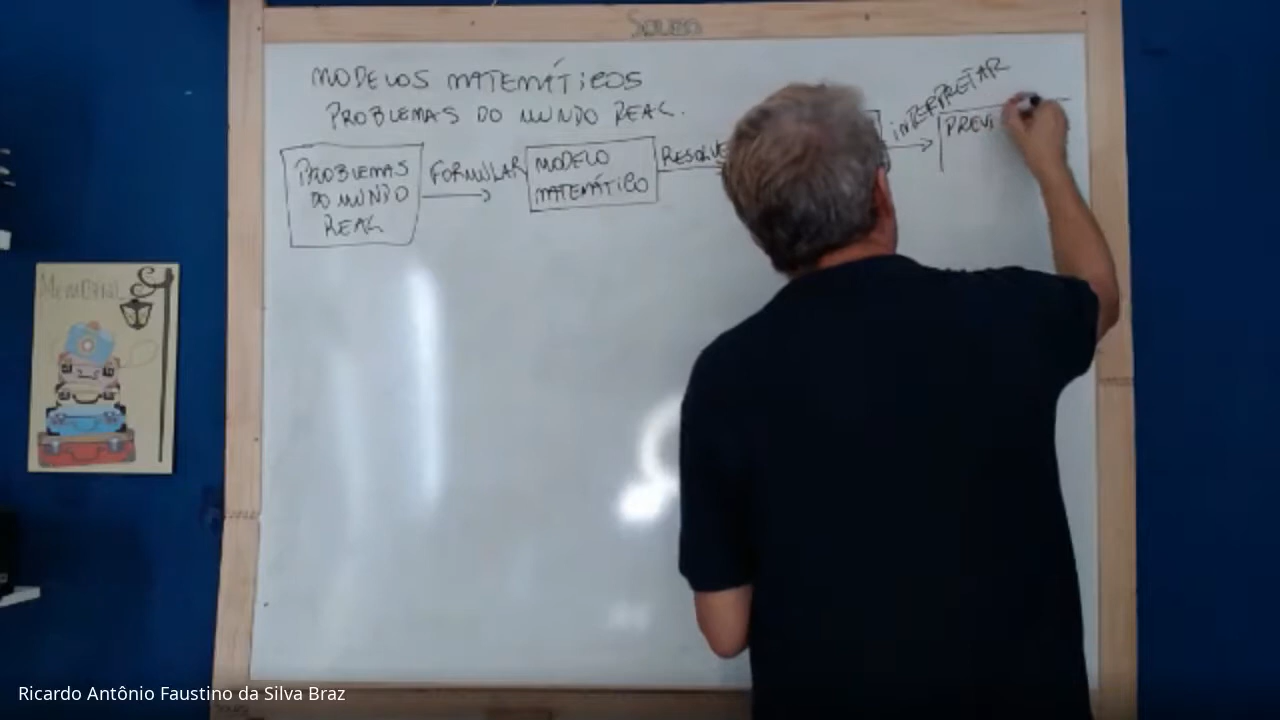 MODELOS MATEMÁTICOS
PROBLEMAS DO MUNDO REAL.
PROBLEMAS
DO MUNDO
REAL
FORMULAR
MODELO
MATEMÁTICO
RESOLVE
INTERPRETAR
PREVI
Ricardo Antônio Faustino da Silva Braz